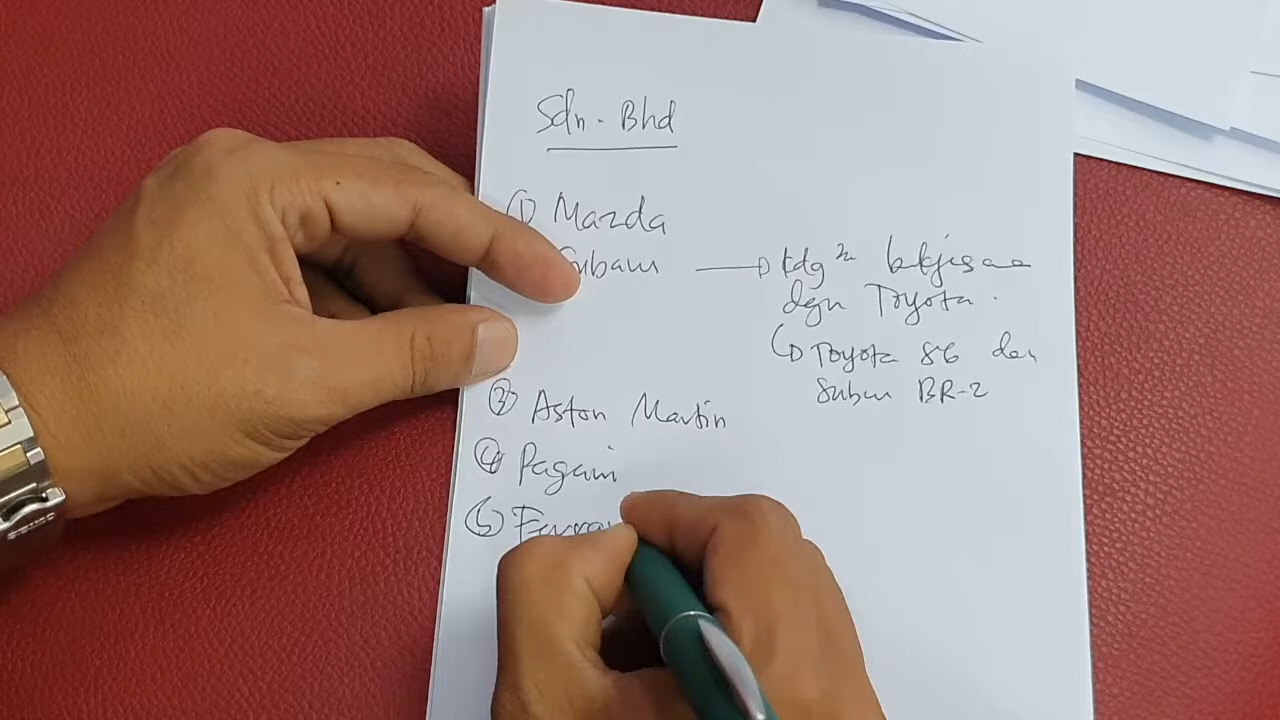 Sdn. Bhd
① Mazda
Subaru → kdg² bekjasama
dgn Toyota.
↳ Toyota 86 dan
Subaru BR-Z
③ Aston Martin
④ Pagani
⑤ Ferrar